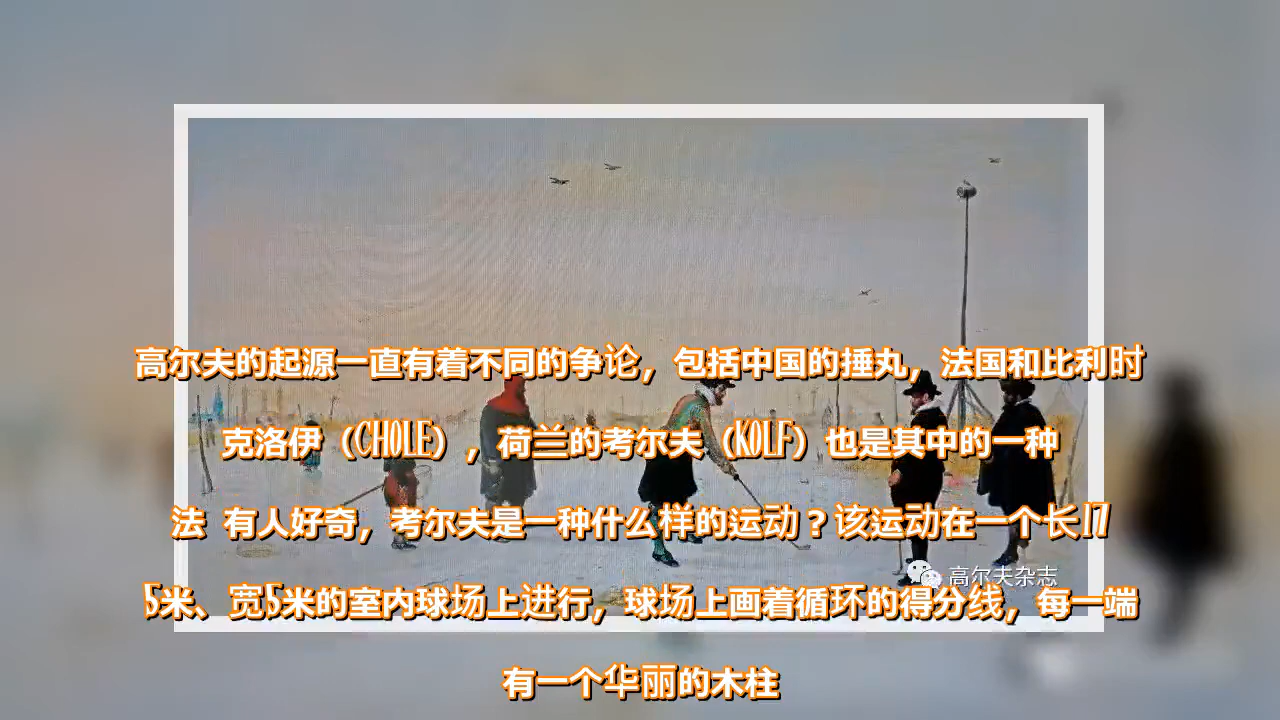 高尔夫的起源一直有着不同的争论，包括中国的捶丸，法国和比利时
克洛伊（CHOLE），荷兰的考尔夫（KOLF）也是其中的一种
法 有人好奇，考尔夫是一种什么样的运动？该运动在一个长17
高尔夫杂志
5米、宽5米的室内球场上进行，球场上画着循环的得分线，每一端
有一个华丽的木柱